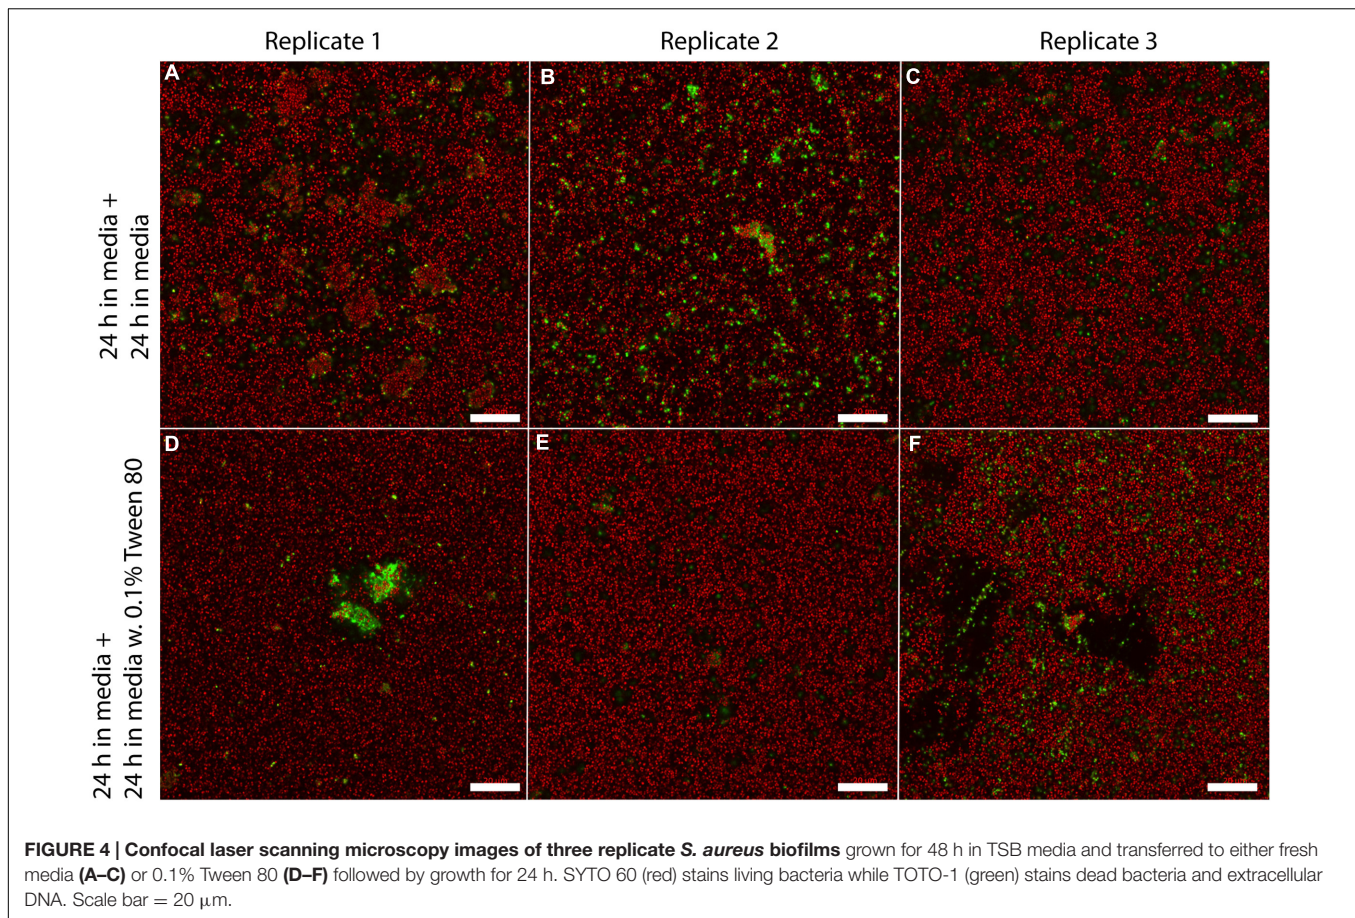 Replicate 1
Replicate 2
Replicate 3
24 h in media +
24 h in media
A
B
C
24 h in media +
24 h in media w. 0.1% Tween 80
D
E
F
20 μm
FIGURE 4 | Confocal laser scanning microscopy images of three replicate S. aureus biofilms grown for 48 h in TSB media and transferred to either fresh
media (A–C) or 0.1% Tween 80 (D–F) followed by growth for 24 h. SYTO 60 (red) stains living bacteria while TOTO-1 (green) stains dead bacteria and extracellular
DNA. Scale bar = 20 μm.